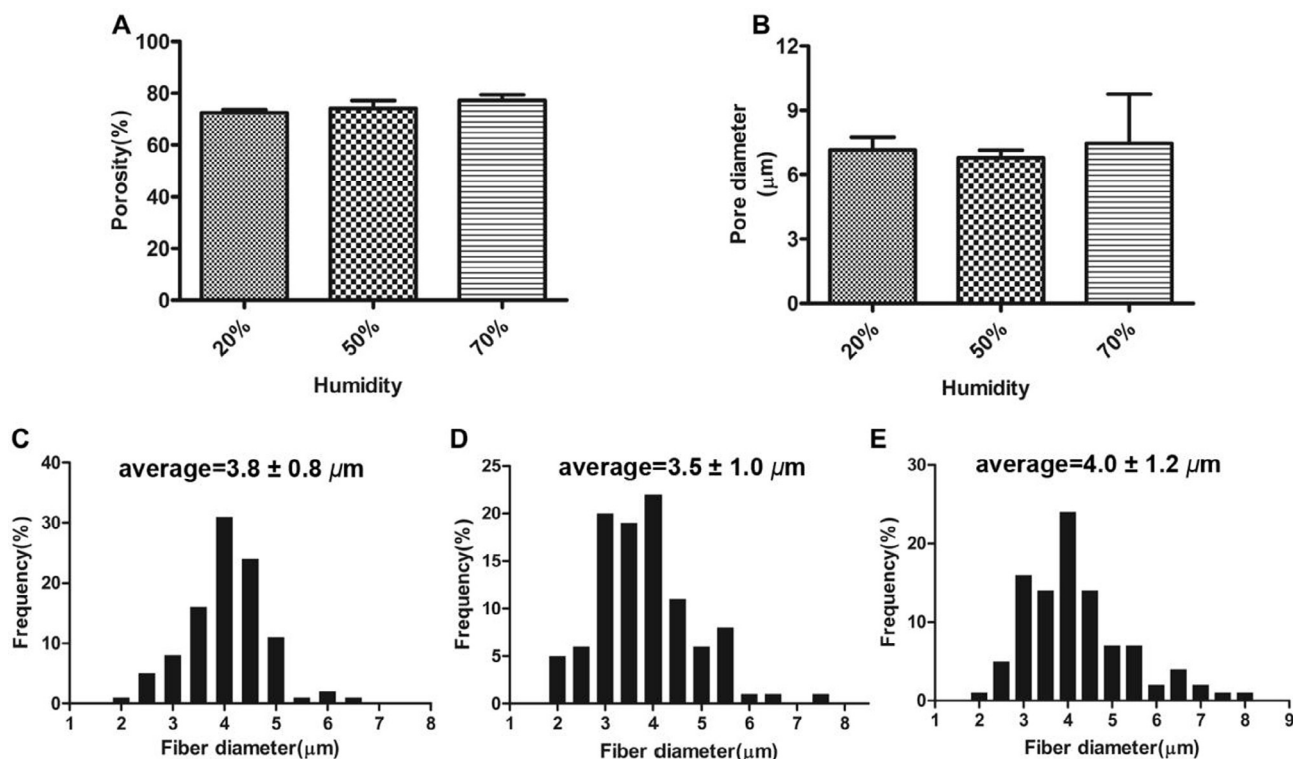 A
Porosity(%)
100
80
60
40
20
0
20%
50%
70%
Humidity
B
Pore diameter
(μm)
12
9
6
3
0
20%
50%
70%
Humidity
C
average=3.8 ± 0.8 μm
Frequency(%)
40
30
20
10
0
1 2 3 4 5 6 7 8
Fiber diameter(μm)
D
average=3.5 ± 1.0 μm
Frequency(%)
25
20
15
10
5
0
1 2 3 4 5 6 7 8
Fiber diameter(μm)
E
average=4.0 ± 1.2 μm
Frequency(%)
30
20
10
0
1 2 3 4 5 6 7 8 9
Fiber diameter(μm)